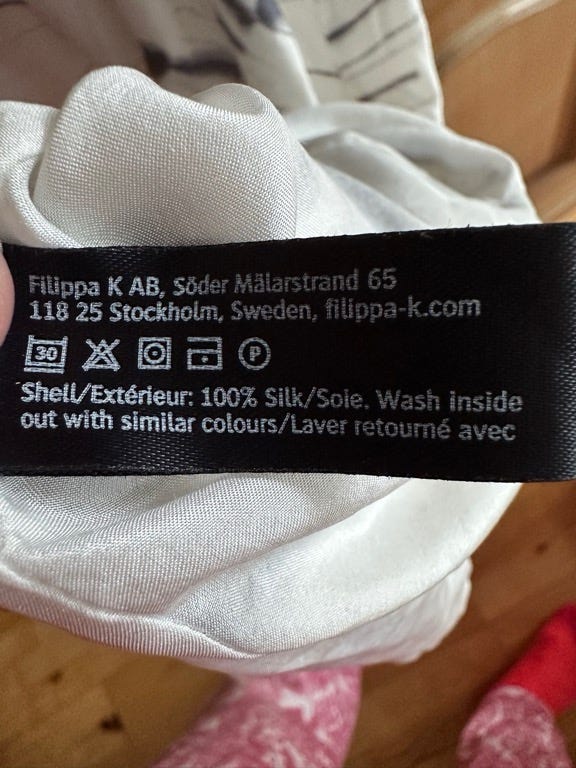 Filippa K AB, Söder Mälarstrand 65
118 25 Stockholm, Sweden, filippa-k.com
30 P
Shell/Extérieur: 100% Silk/Soie. Wash inside
out with similar colours/Laver retourné avec